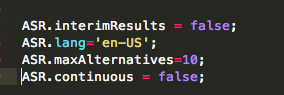 ASR.interimResults = false;
ASR.lang='en-US';
ASR.maxAlternatives=10;
ASR.continuous = false;